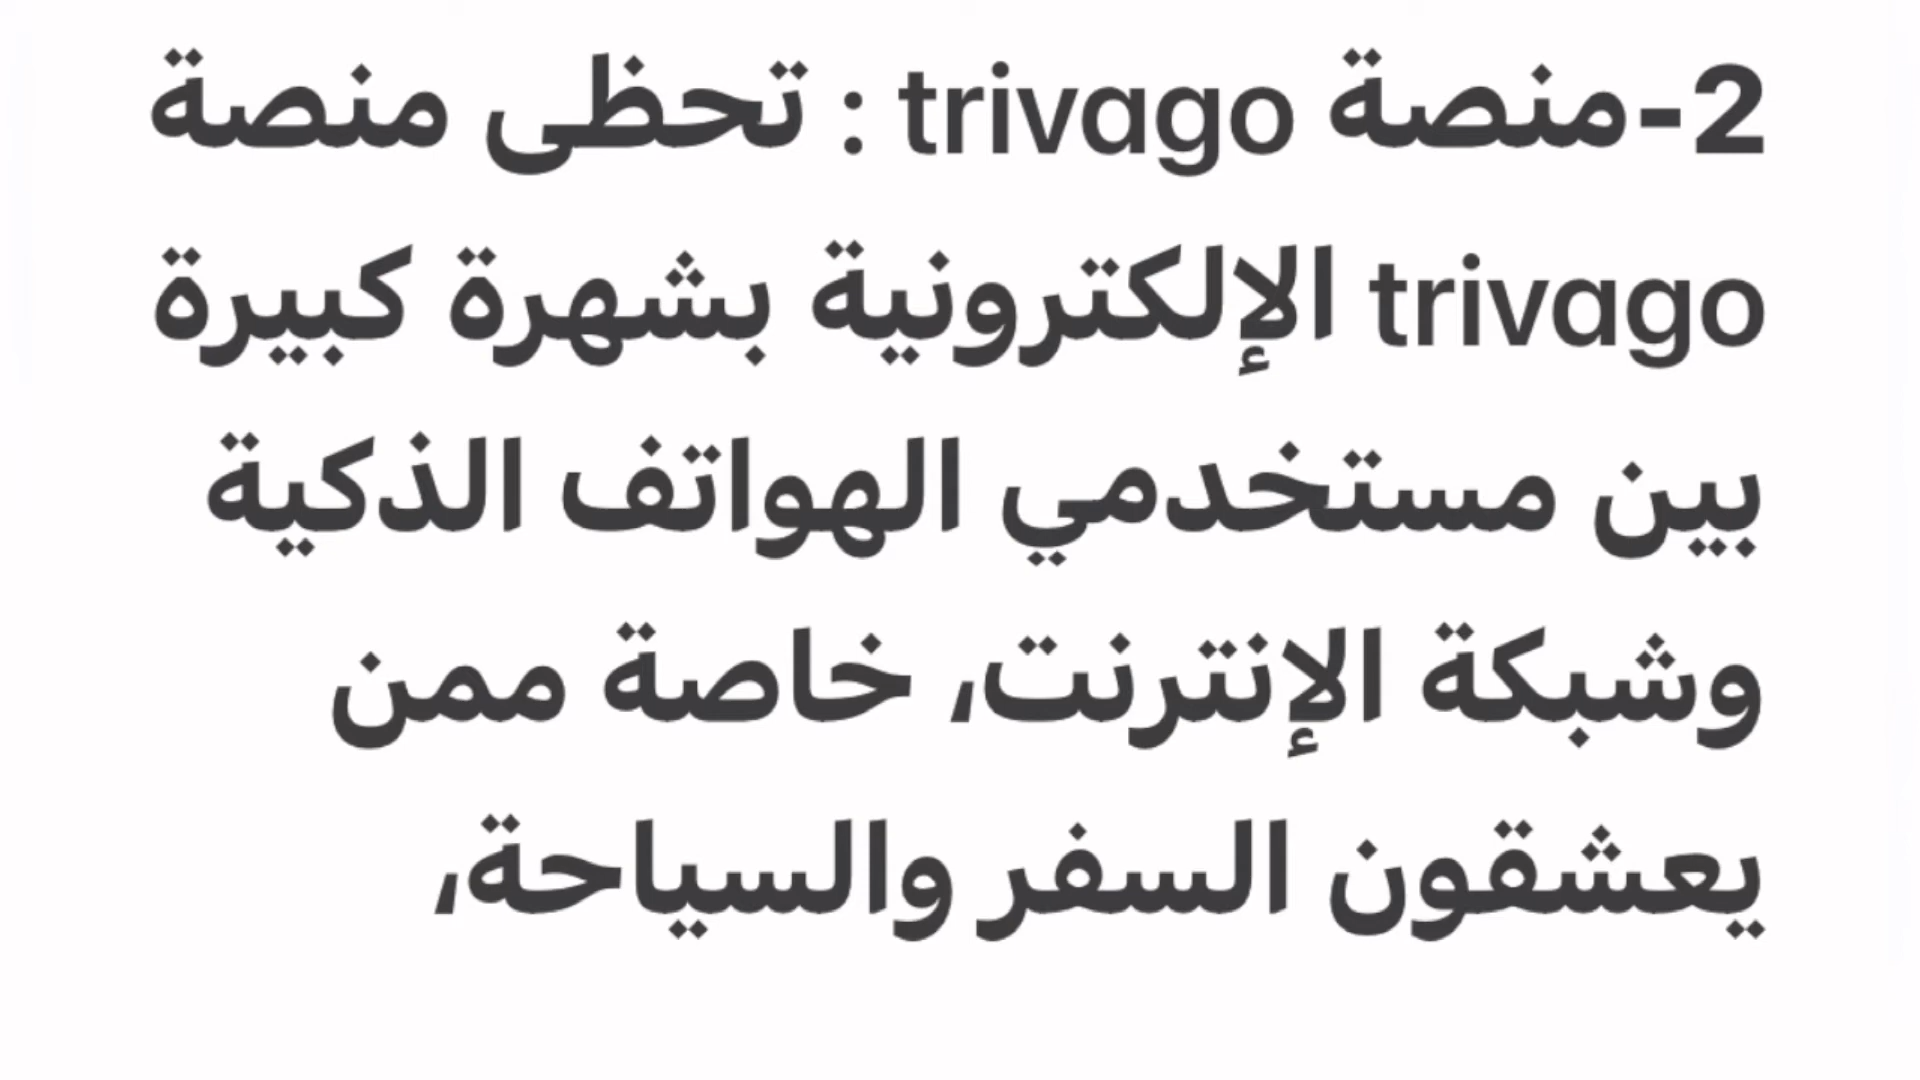 2-منصة trivago : تحظى منصة
trivago الإلكترونية بشهرة كبيرة
بين مستخدمي الهواتف الذكية
وشبكة الإنترنت، خاصة ممن
يعشقون السفر والسياحة،